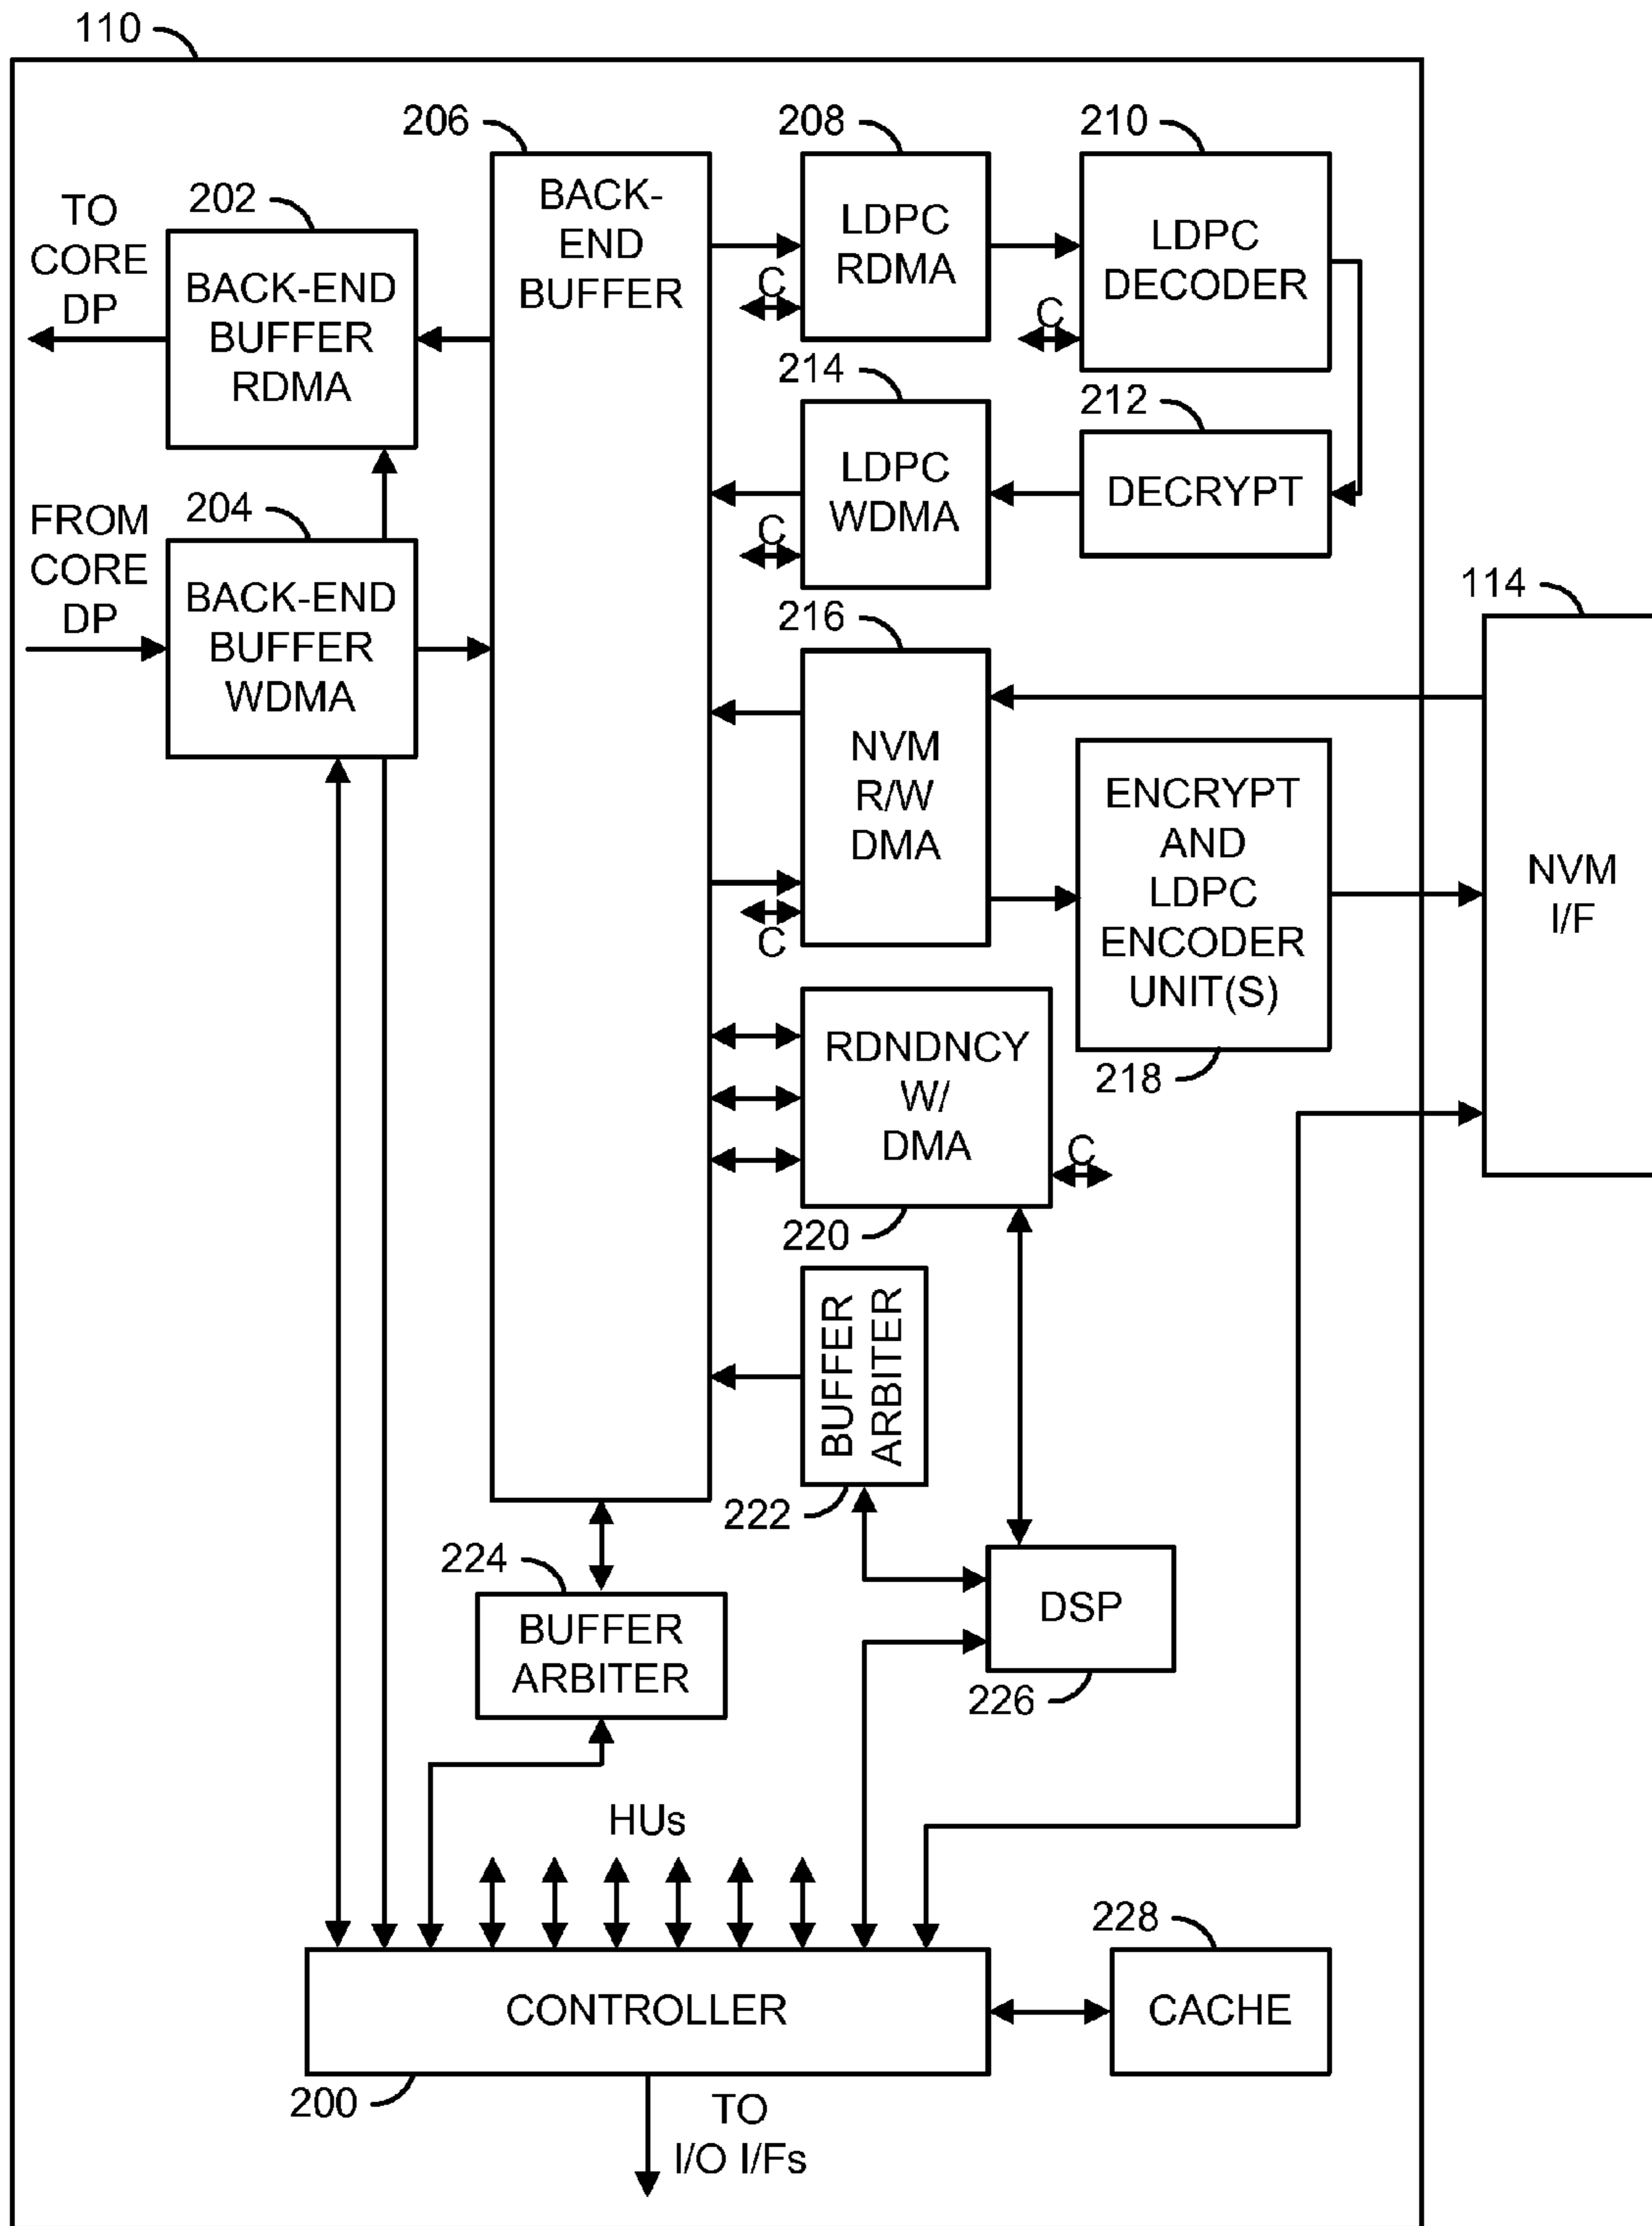 110
206
208
210
TO
CORE
DP
202
BACK-END
BUFFER
RDMA
BACK-
END
BUFFER
LDPC
RDMA
C
LDPC
DECODER
C
214
212
FROM
CORE
DP
204
BACK-END
BUFFER
WDMA
LDPC
WDMA
C
DECRYPT
216
114
NVM
R/W
DMA
C
ENCRYPT
AND
LDPC
ENCODER
UNIT(S)
218
NVM
I/F
RDNDNCY
W/
DMA
C
220
BUFFER
ARBITER
222
224
BUFFER
ARBITER
DSP
226
HUs
228
CONTROLLER
CACHE
200
TO
I/O I/Fs